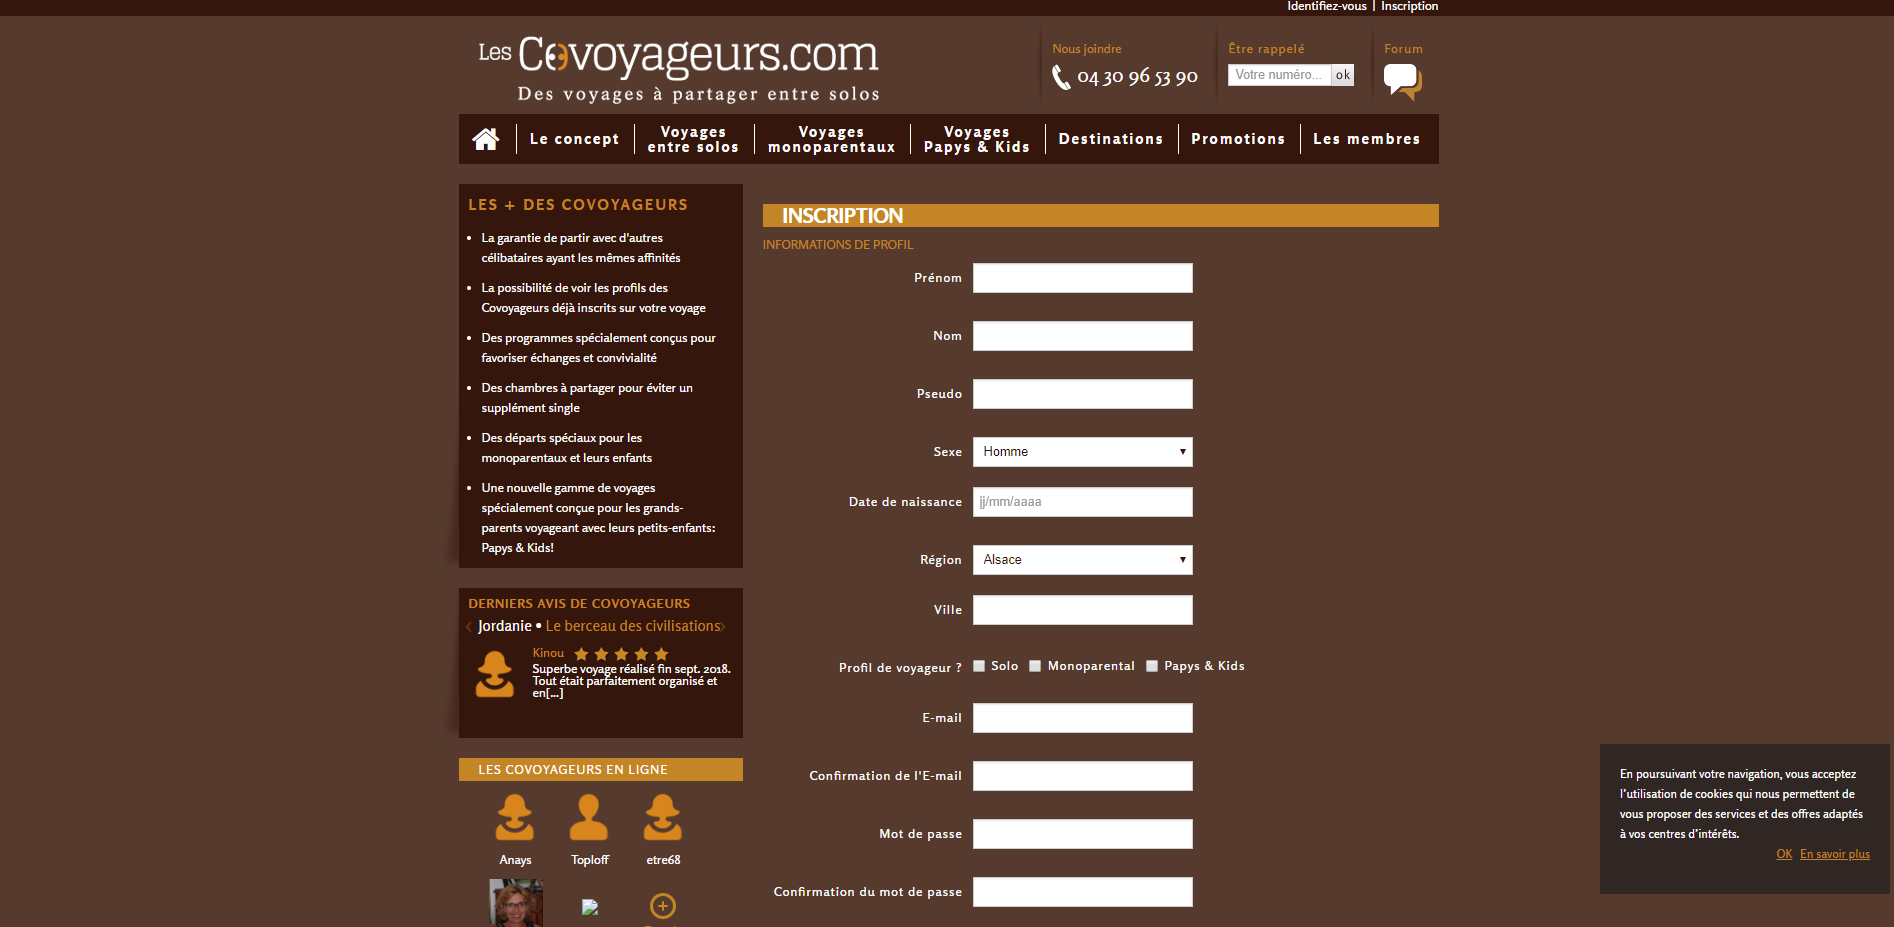 Identifiez-vous | Inscription
Les Covoyageurs.com
Des voyages à partager entre solos
Nous joindre
04 30 96 53 90
Être rappelé
Votre numéro... ok
Forum
Le concept
Voyages
entre solos
Voyages
monoparentaux
Voyages
Papys & Kids
Destinations
Promotions
Les membres
LES + DES COVOYAGEURS
• La garantie de partir avec d'autres
célibataires ayant les mêmes affinités
• La possibilité de voir les profils des
Covoyageurs déjà inscrits sur votre voyage
• Des programmes spécialement conçus pour
favoriser échanges et convivialité
• Des chambres à partager pour éviter un
supplément single
• Des départs spéciaux pour les
monoparentaux et leurs enfants
• Une nouvelle gamme de voyages
spécialement conçue pour les grands-
parents voyageant avec leurs petits-enfants:
Papys & Kids!
DERNIERS AVIS DE COVOYAGEURS
Jordanie • Le berceau des civilisations
Kinou
Superbe voyage réalisé fin sept. 2018.
Tout était parfaitement organisé et
en[...]
LES COVOYAGEURS EN LIGNE
Anays
Toploff
etre68
INSCRIPTION
INFORMATIONS DE PROFIL
Prénom
Nom
Pseudo
Sexe Homme
Date de naissance jj/mm/aaaa
Région Alsace
Ville
Profil de voyageur ? Solo Monoparental Papys & Kids
E-mail
Confirmation de l'E-mail
Mot de passe
Confirmation du mot de passe
En poursuivant votre navigation, vous acceptez
l'utilisation de cookies qui nous permettent de
vous proposer des services et des offres adaptés
à vos centres d'intérêts.
OK En savoir plus